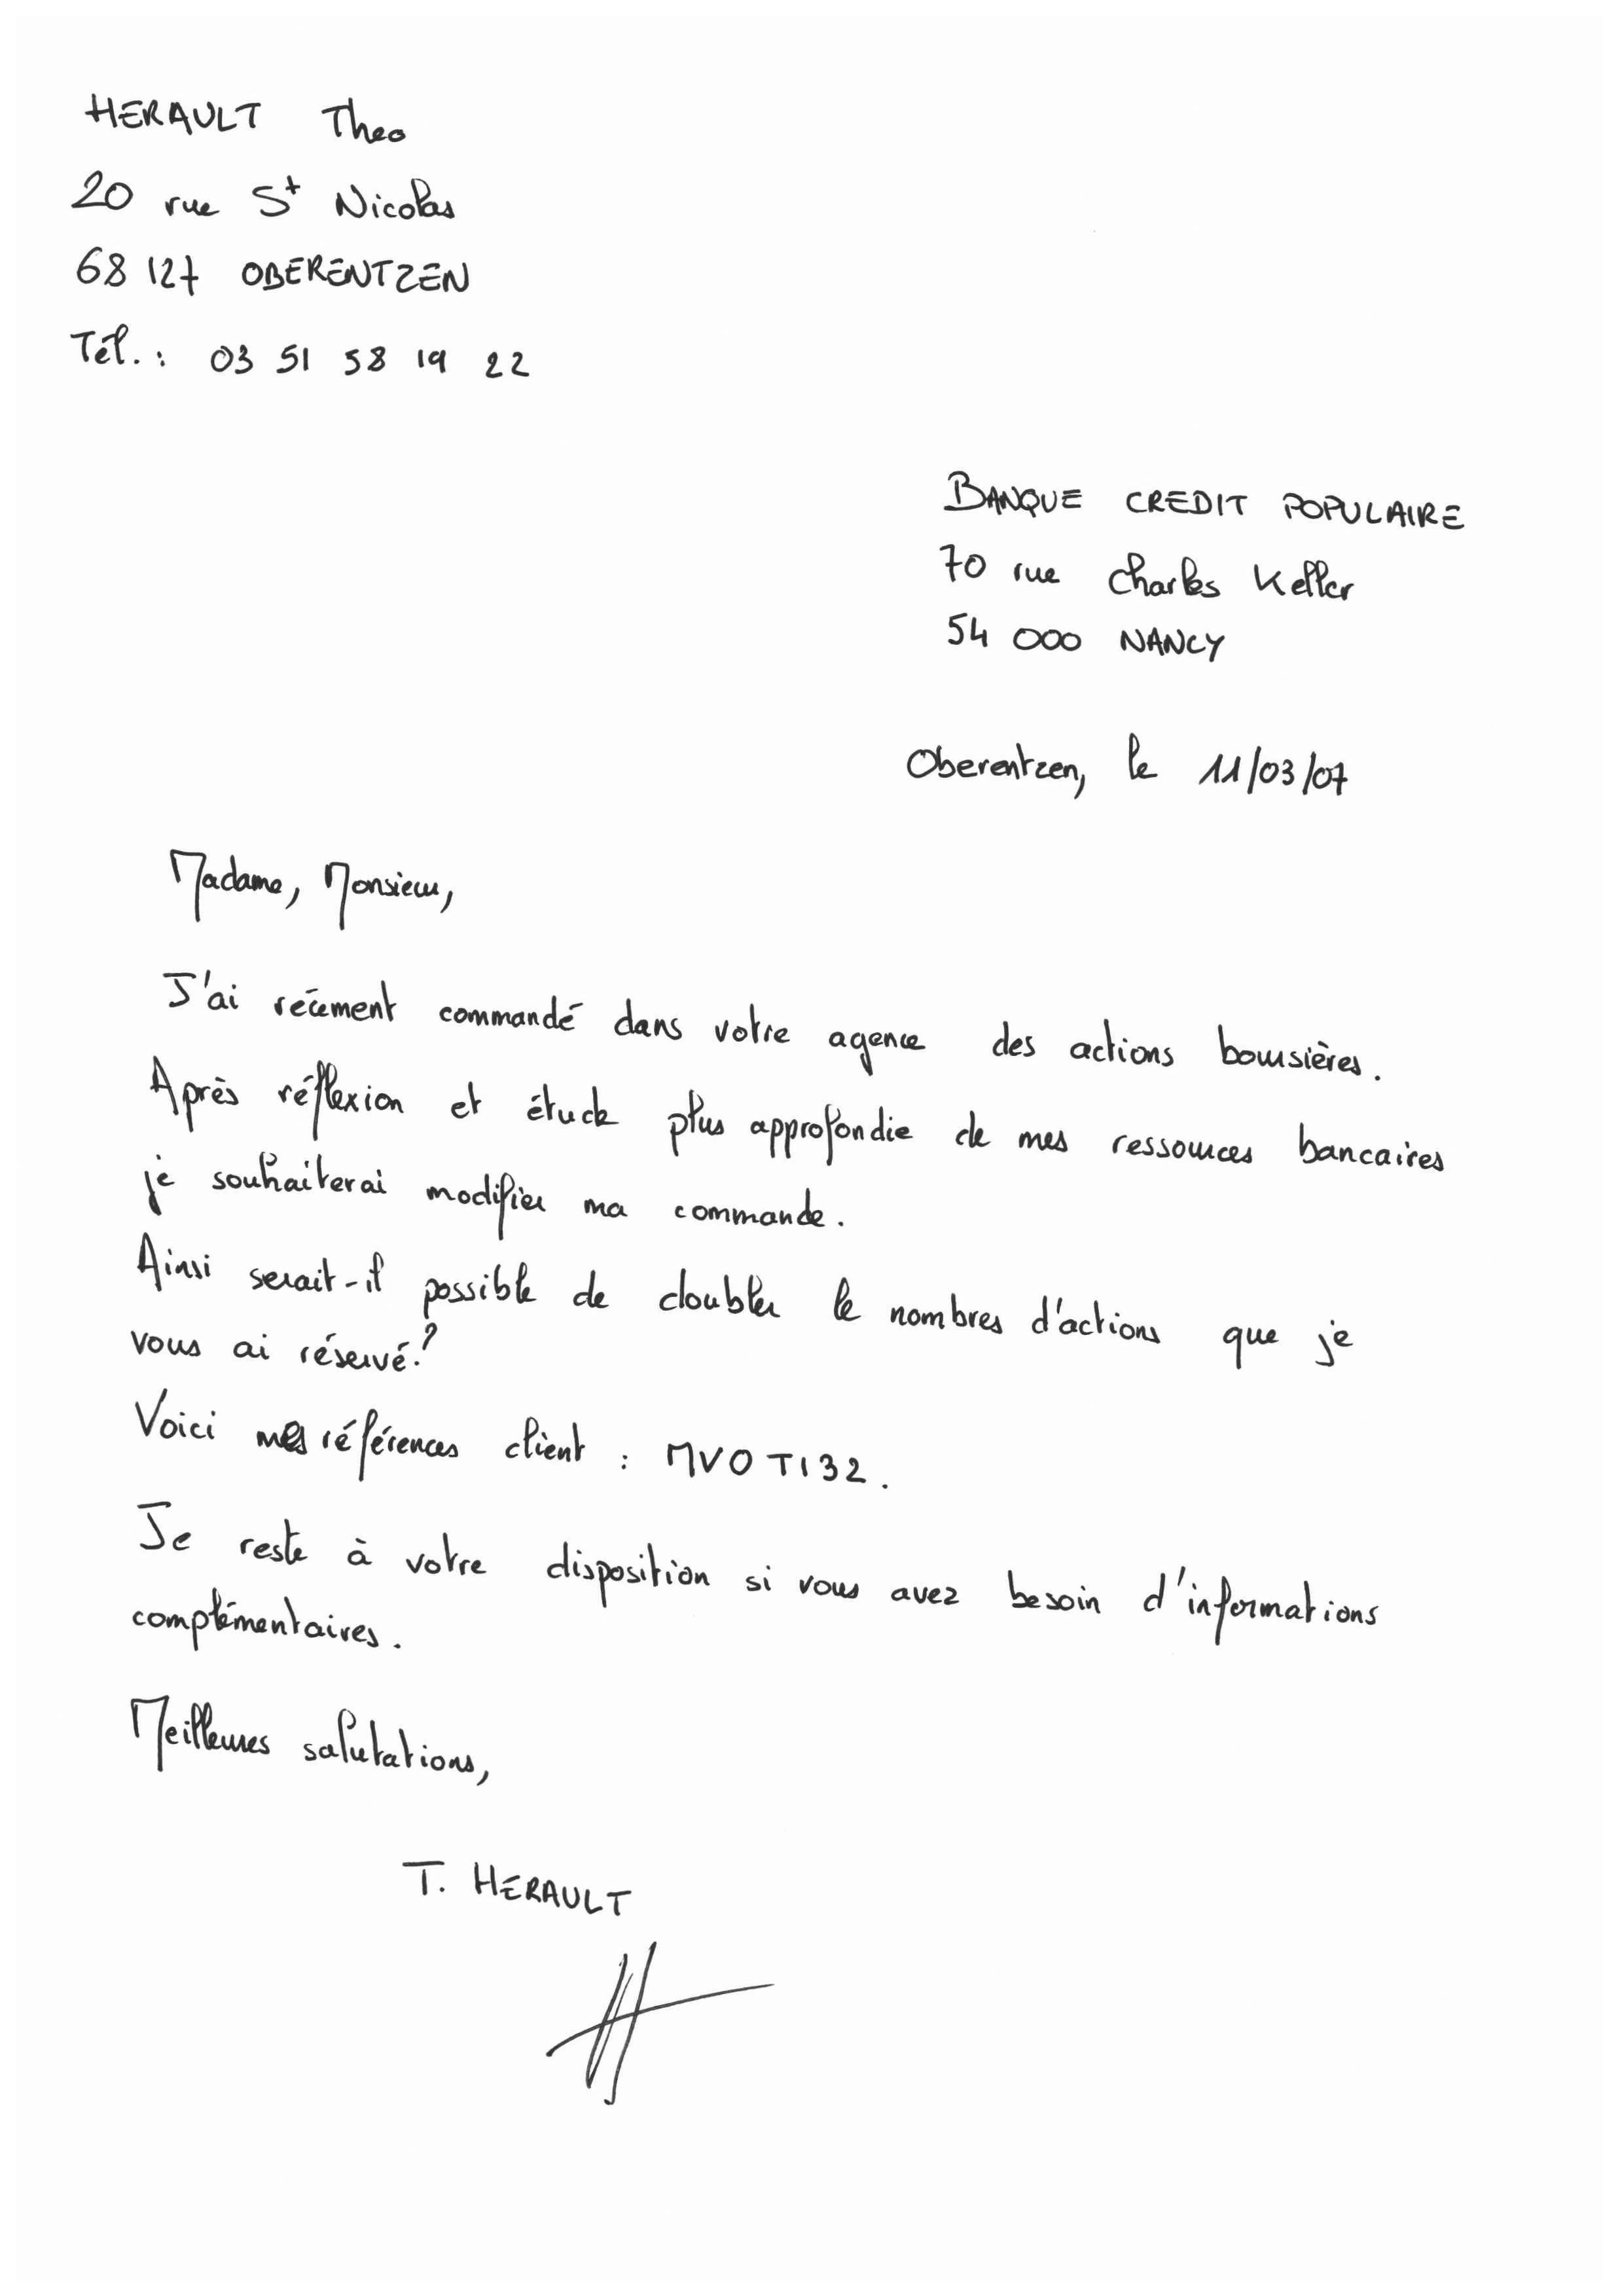 HERAULT Theo
20 rue St Nicolas
68 127 OBERENTZEN
Tél. : 03 51 58 19 22
BANQUE CREDIT POPULAIRE
70 rue Charles Keller
54 000 NANCY
Oberentzen, le 11/03/07
Madame, Monsieur,
J'ai récement commandé dans votre agence des actions boursières.
Après réflexion et étude plus approfondie de mes ressources bancaires
je souhaiterai modifier ma commande.
Ainsi serait-il possible de doubler le nombres d'actions que je
vous ai réservé?
Voici mes références client : MVOTI32.
Je reste à votre disposition si vous avez besoin d'informations
complémentaires.
Meilleures salutations,
T. HERAULT